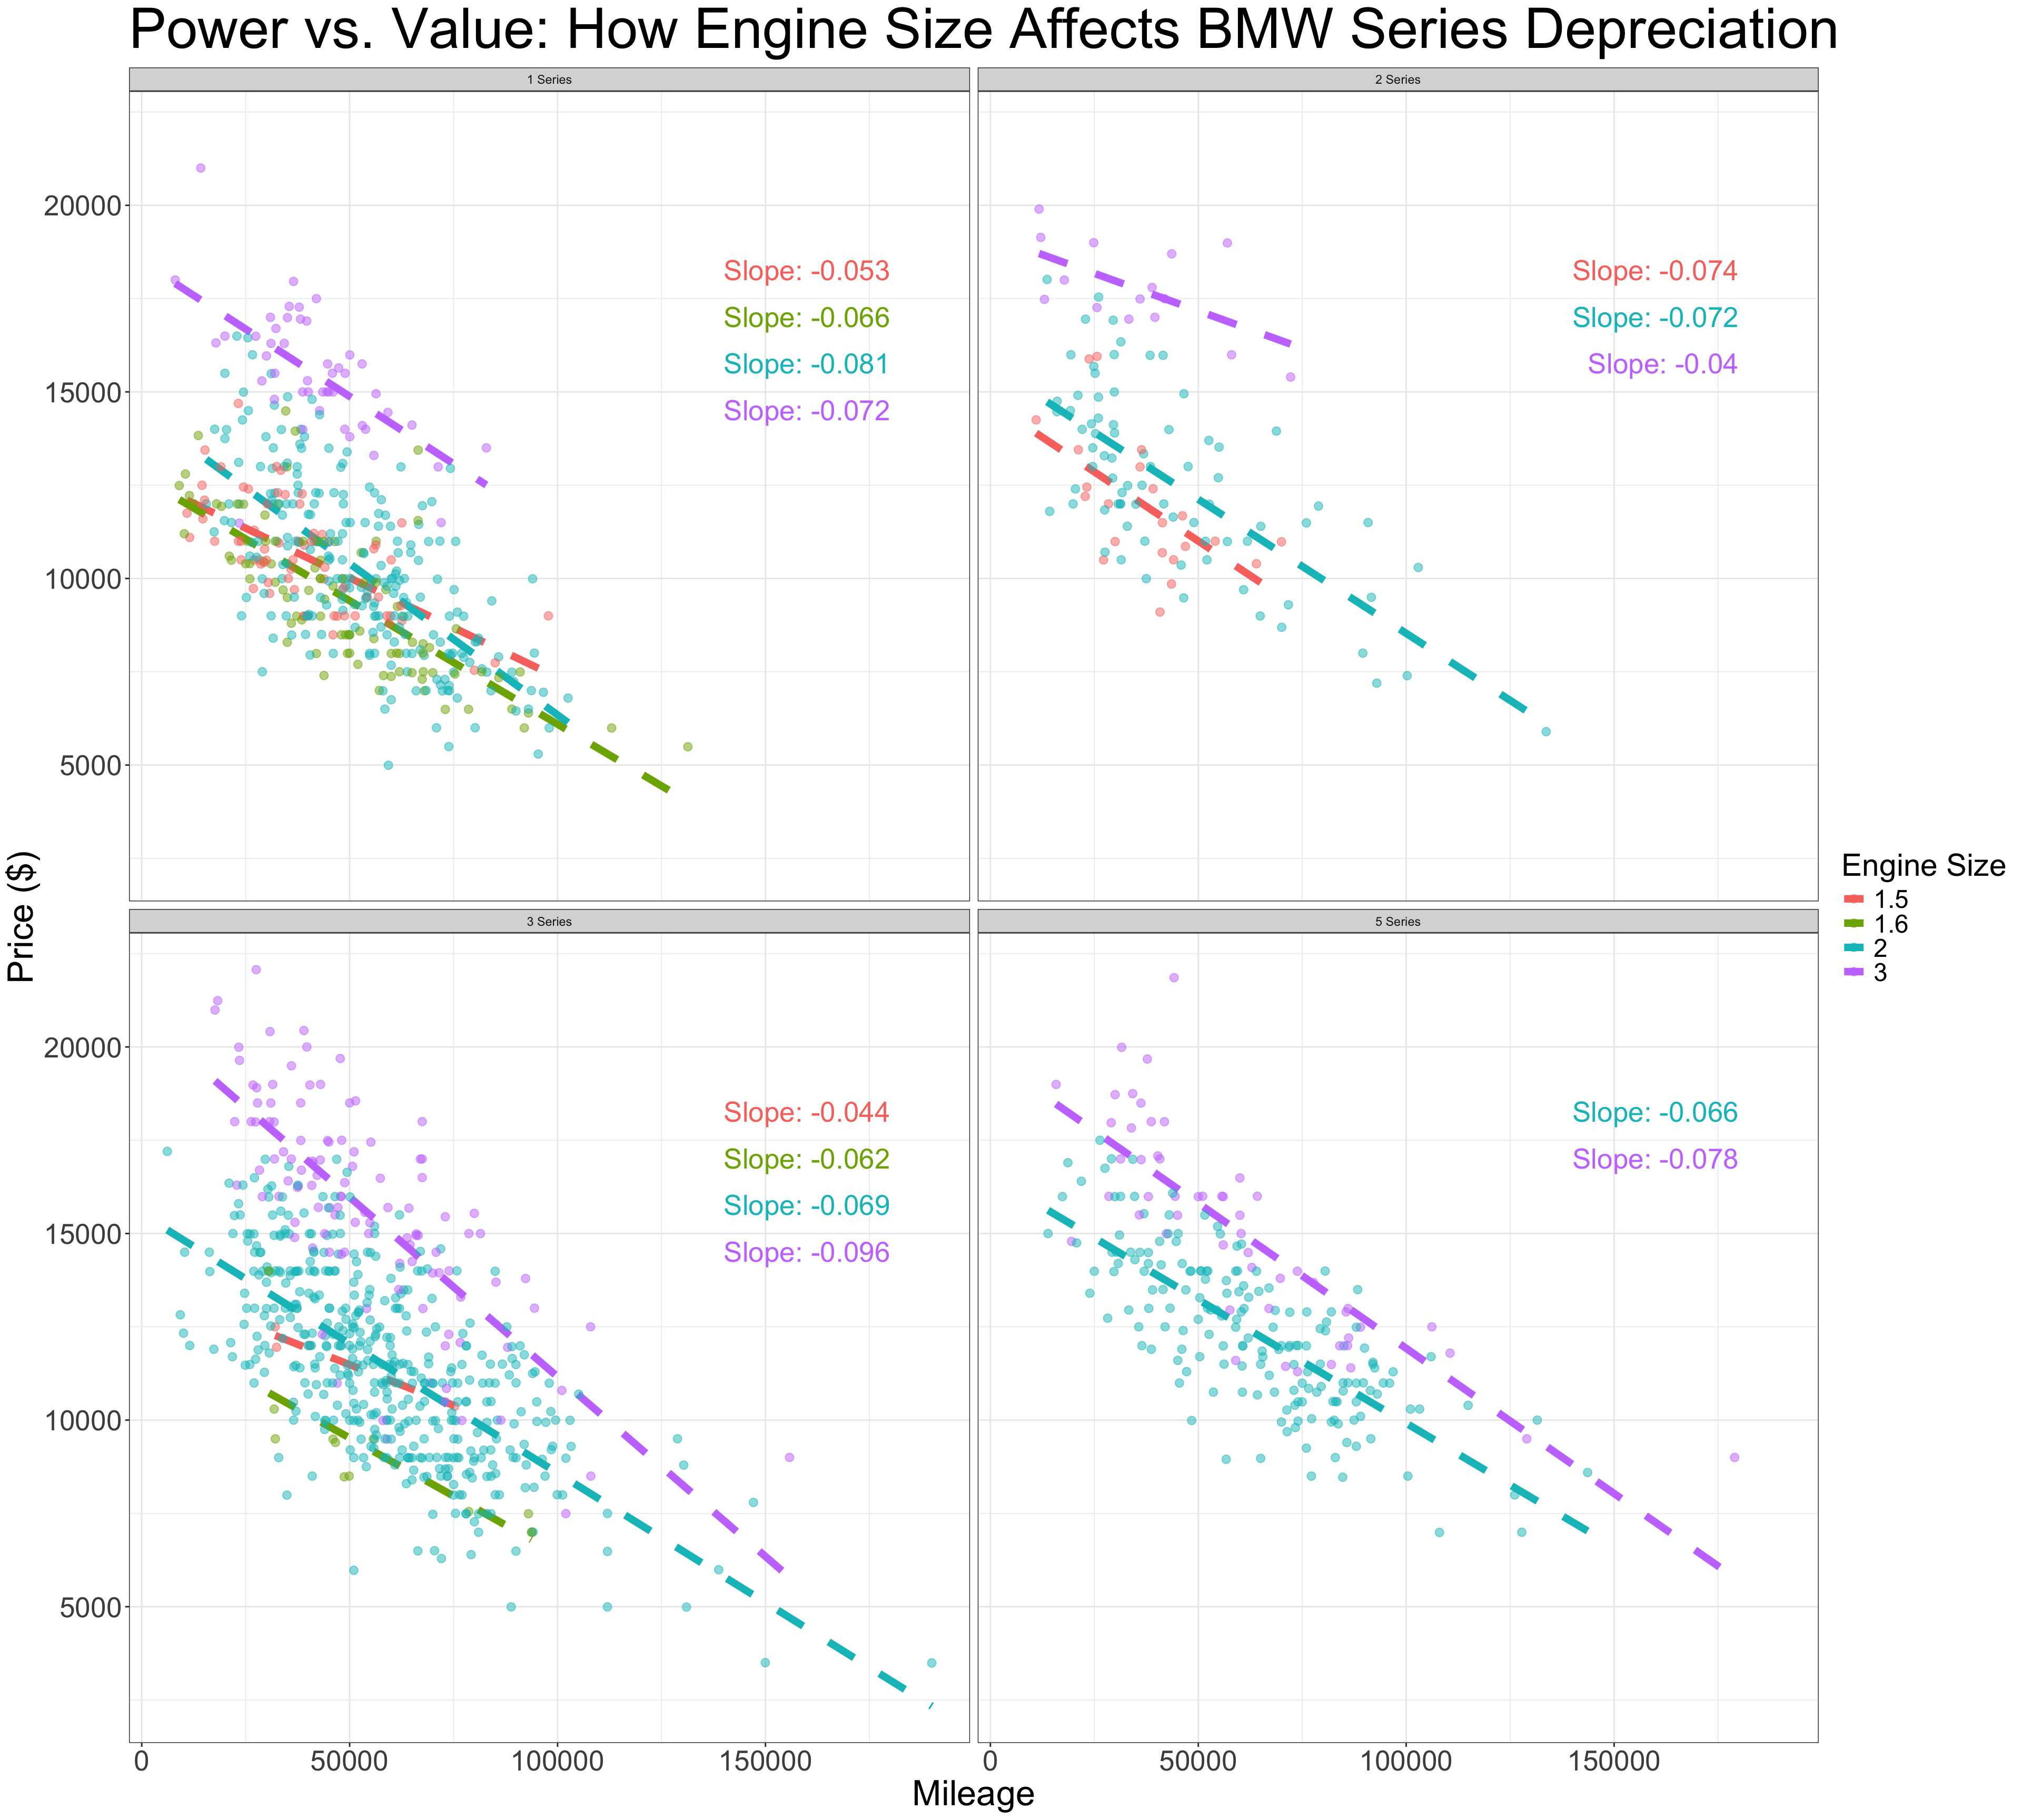 Power vs. Value: How Engine Size Affects BMW Series Depreciation
1 Series
2 Series
20000
15000
10000
5000
Slope: -0.053
Slope: -0.066
Slope: -0.081
Slope: -0.072
Slope: -0.074
Slope: -0.072
Slope: -0.04
Price ($)
Engine Size
1.5
1.6
2
3
3 Series
5 Series
20000
15000
10000
5000
Slope: -0.044
Slope: -0.062
Slope: -0.069
Slope: -0.096
Slope: -0.066
Slope: -0.078
0 50000 100000 150000
0 50000 100000 150000
Mileage